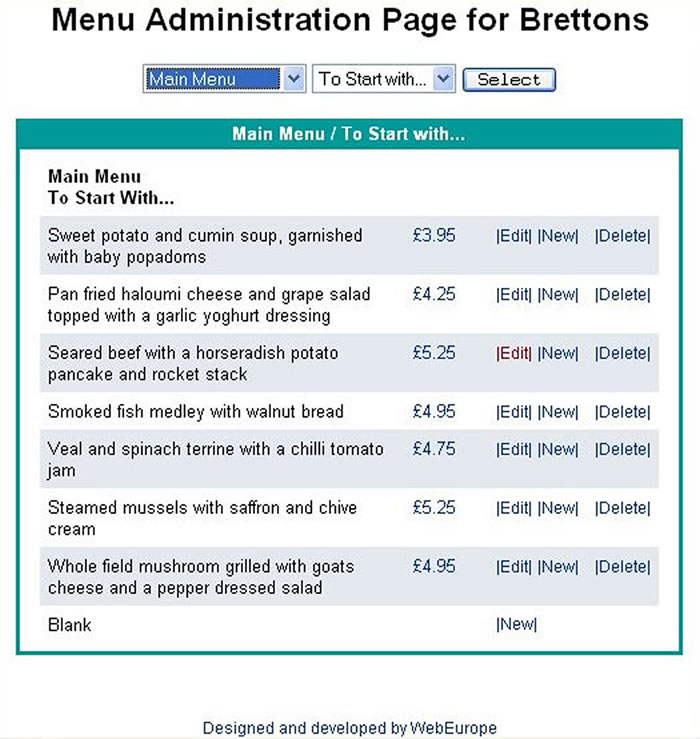 Menu Administration Page for Brettons
Main Menu To Start with... Select
Main Menu / To Start with...
Main Menu
To Start With...
Sweet potato and cumin soup, garnished £3.95 |Edit| |New| |Delete|
with baby popadoms
Pan fried haloumi cheese and grape salad £4.25 |Edit| |New| |Delete|
topped with a garlic yoghurt dressing
Seared beef with a horseradish potato £5.25 |Edit| |New| |Delete|
pancake and rocket stack
Smoked fish medley with walnut bread £4.95 |Edit| |New| |Delete|
Veal and spinach terrine with a chilli tomato £4.75 |Edit| |New| |Delete|
jam
Steamed mussels with saffron and chive £5.25 |Edit| |New| |Delete|
cream
Whole field mushroom grilled with goats £4.95 |Edit| |New| |Delete|
cheese and a pepper dressed salad
Blank |New|
Designed and developed by WebEurope